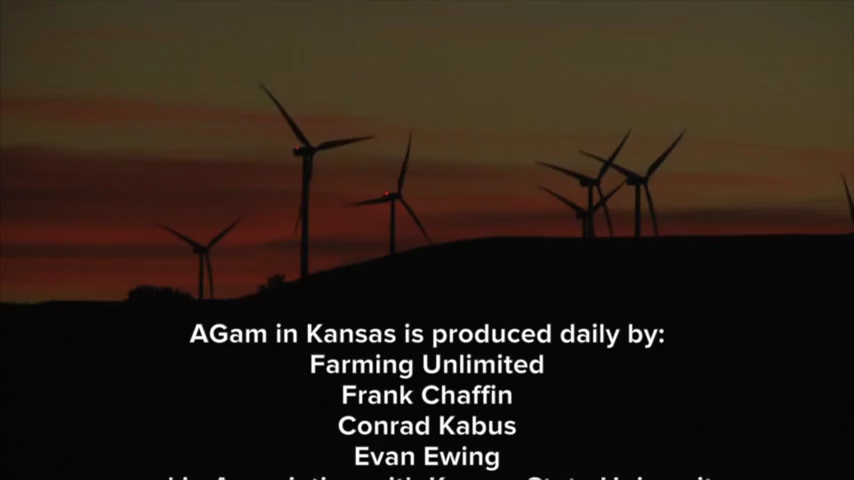 AGam in Kansas is produced daily by:
Farming Unlimited
Frank Chaffin
Conrad Kabus
Evan Ewing